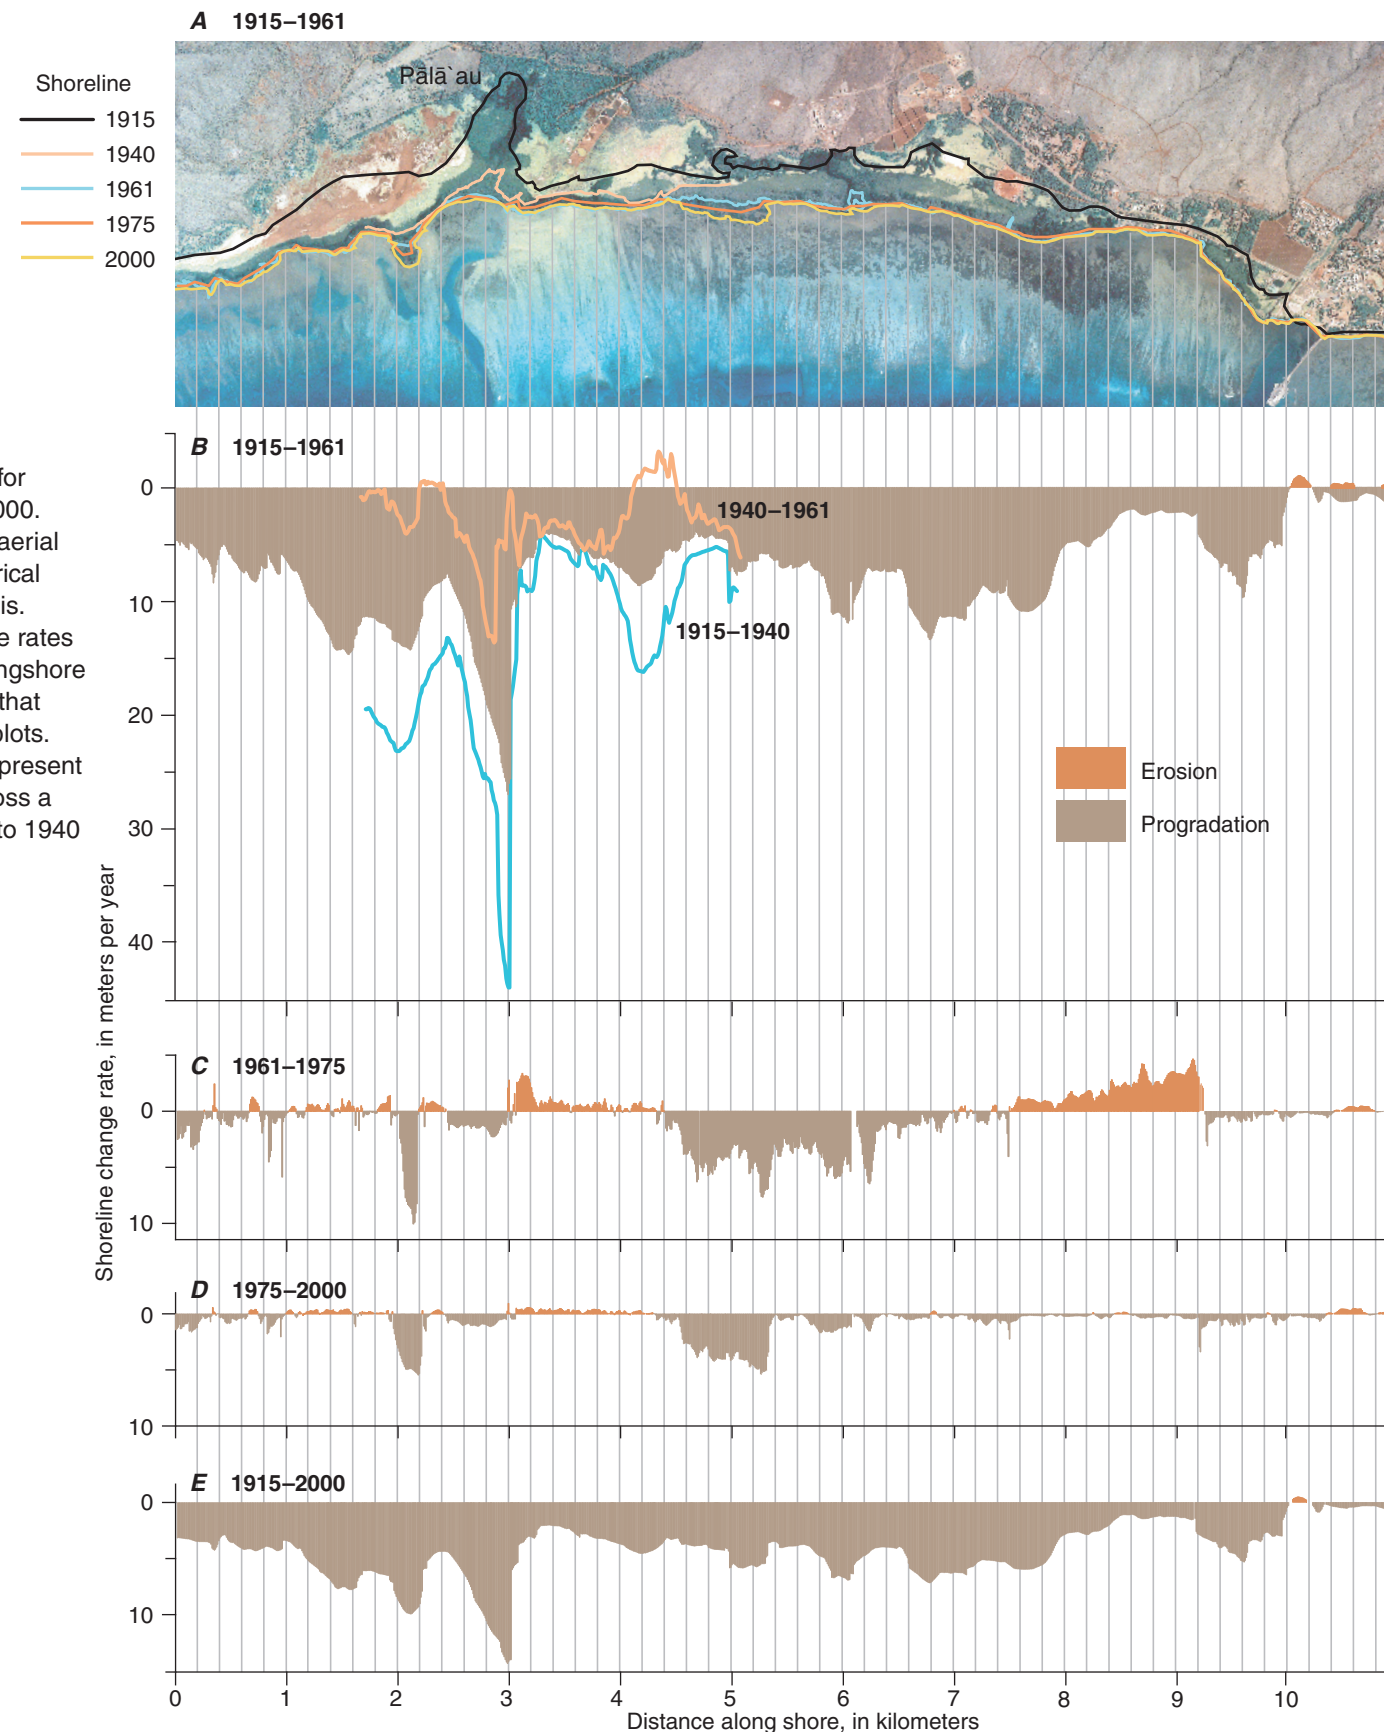 A 1915–1961
Shoreline
1915
1940
1961
1975
2000
Pālā`au
for
000.
aerial
rical
is.
e rates
ngshore
that
plots.
present
oss a
to 1940
B 1915–1961
0
10
20
30
40
1940–1961
1915–1940
Erosion
Progradation
Shoreline change rate, in meters per year
C 1961–1975
0
10
D 1975–2000
0
10
E 1915–2000
0
10
0 1 2 3 4 5 6 7 8 9 10
Distance along shore, in kilometers